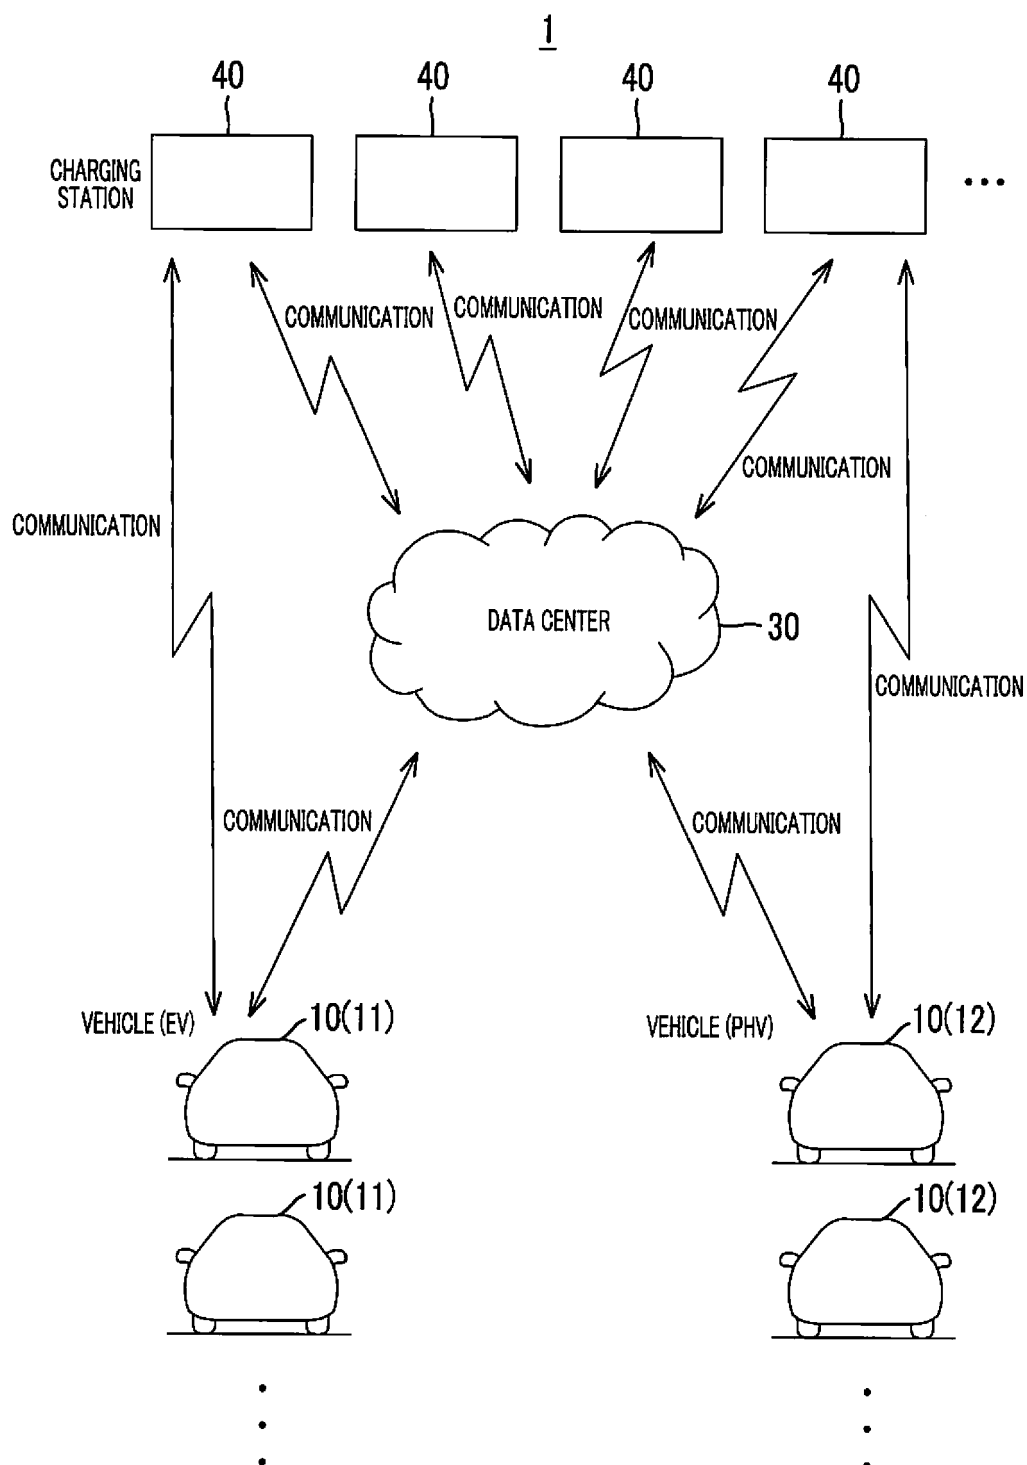 1
40
40
40
40
CHARGING
STATION
...
COMMUNICATION
COMMUNICATION
COMMUNICATION
COMMUNICATION
COMMUNICATION
DATA CENTER
30
COMMUNICATION
COMMUNICATION
COMMUNICATION
VEHICLE (EV)
10(11)
VEHICLE (PHV)
10(12)
10(11)
10(12)